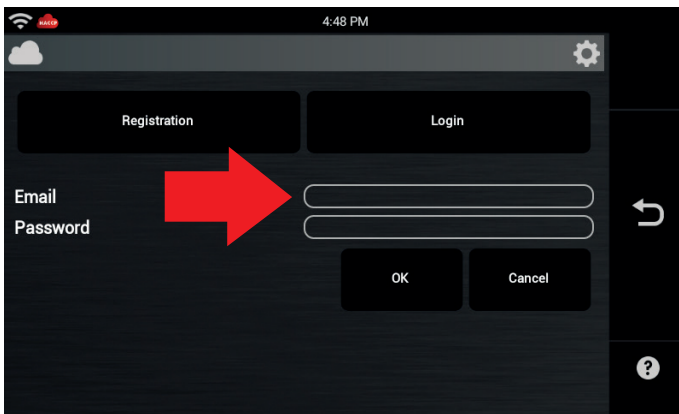 HACCP
4:48 PM
Registration
Login
Email
Password
OK
Cancel
?